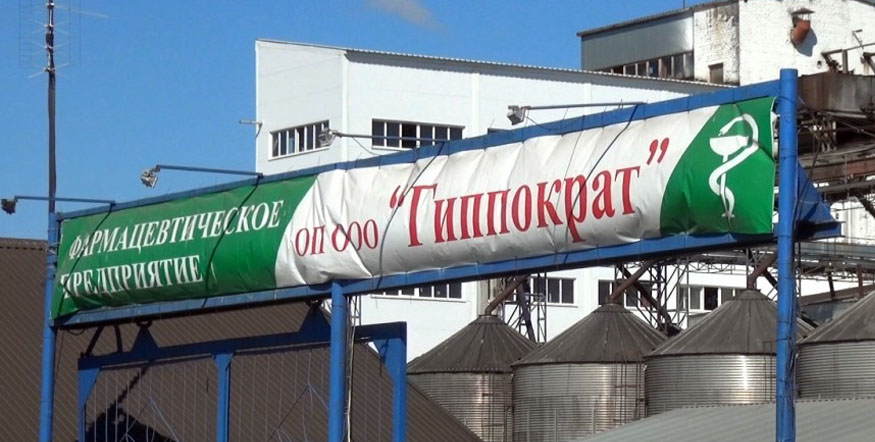 ФАРМАЦЕВТИЧЕСКОЕ
ПРЕДПРИЯТИЕ
ОП ООО "Гиппократ"